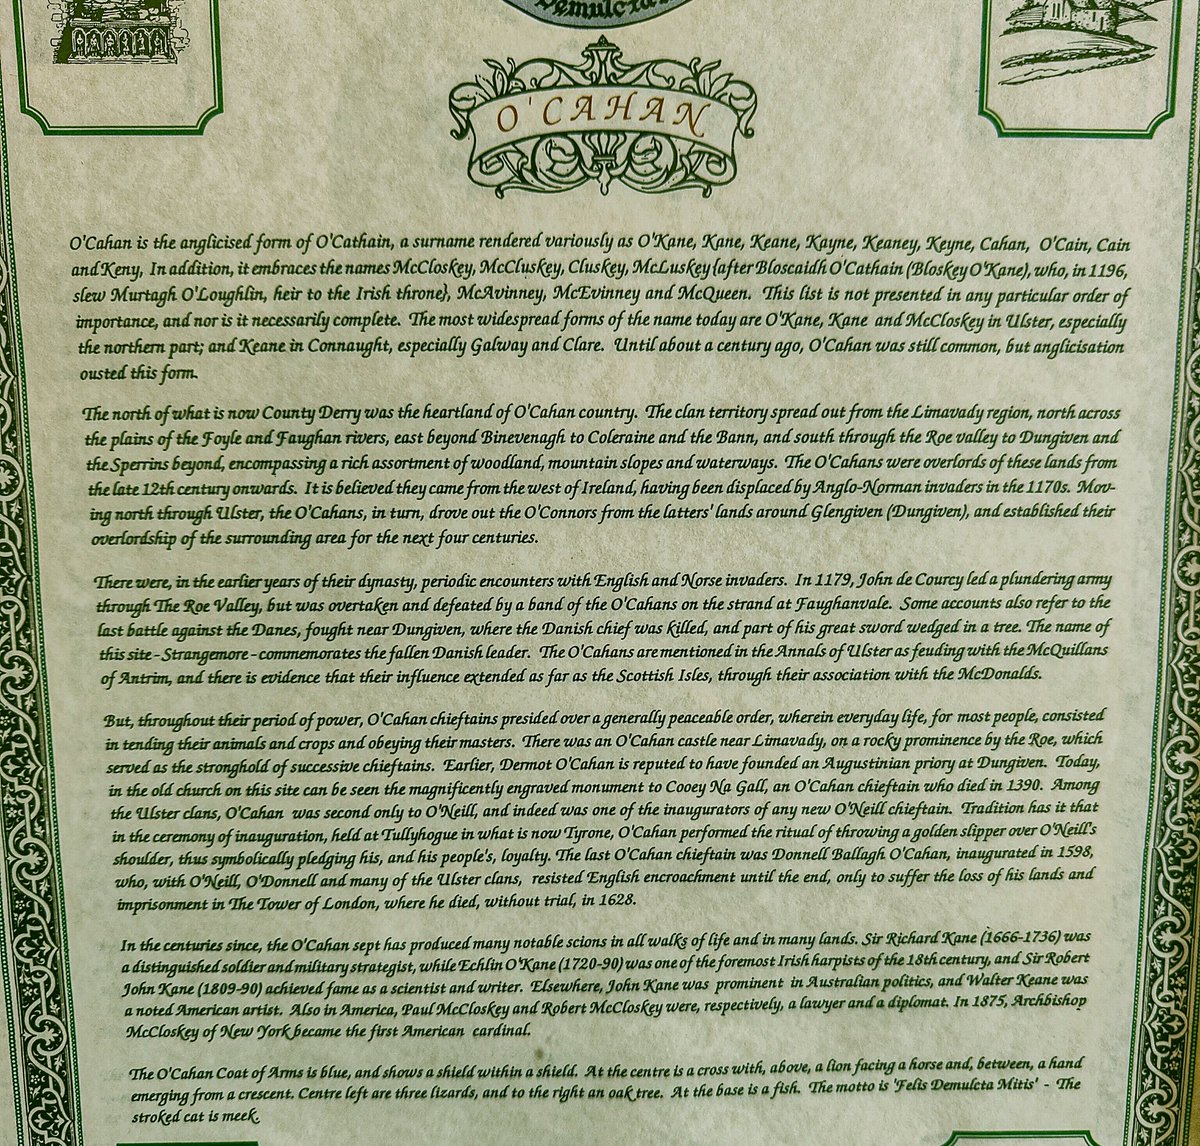 Demulcta
O'CAHAN
O'Cahan is the anglicised form of O'Cathain, a surname rendered variously as O'Kane, Kane, Keane, Kayne, Keaney, Keyne, Cahan, O'Cain, Cain
and Keny, In addition, it embraces the names McCloskey, McCluskey, Cluskey, McLuskey {after Bloscaidh O'Cathain (Bloskey O'Kane), who, in 1196,
slew Murtagh O'Loughlin, heir to the Irish throne}, McAvinney, McEvinney and McQueen. This list is not presented in any particular order of
importance, and nor is it necessarily complete. The most widespread forms of the name today are O'Kane, Kane and McCloskey in Ulster, especially
the northern part; and Keane in Connaught, especially Galway and Clare. Until about a century ago, O'Cahan was still common, but anglicisation
ousted this form.
The north of what is now County Derry was the heartland of O'Cahan country. The clan territory spread out from the Limavady region, north across
the plains of the Foyle and Faughan rivers, east beyond Binevenagh to Coleraine and the Bann, and south through the Roe valley to Dungiven and
the Sperrins beyond, encompassing a rich assortment of woodland, mountain slopes and waterways. The O'Cahans were overlords of these lands from
the late 12th century onwards. It is believed they came from the west of Ireland, having been displaced by Anglo-Norman invaders in the 1170s. Mov-
ing north through Ulster, the O'Cahans, in turn, drove out the O'Connors from the latters' lands around Glengiven (Dungiven), and established their
overlordship of the surrounding area for the next four centuries.
There were, in the earlier years of their dynasty, periodic encounters with English and Norse invaders. In 1179, John de Courcy led a plundering army
through The Roe Valley, but was overtaken and defeated by a band of the O'Cahans on the strand at Faughanvale. Some accounts also refer to the
last battle against the Danes, fought near Dungiven, where the Danish chief was killed, and part of his great sword wedged in a tree. The name of
this site - Strangemore - commemorates the fallen Danish leader. The O'Cahans are mentioned in the Annals of Ulster as feuding with the McQuillans
of Antrim, and there is evidence that their influence extended as far as the Scottish Isles, through their association with the McDonalds.
But, throughout their period of power, O'Cahan chieftains presided over a generally peaceable order, wherein everyday life, for most people, consisted
in tending their animals and crops and obeying their masters. There was an O'Cahan castle near Limavady, on a rocky prominence by the Roe, which
served as the stronghold of successive chieftains. Earlier, Dermot O'Cahan is reputed to have founded an Augustinian priory at Dungiven. Today,
in the old church on this site can be seen the magnificently engraved monument to Cooey Na Gall, an O'Cahan chieftain who died in 1390. Among
the Ulster clans, O'Cahan was second only to O'Neill, and indeed was one of the inaugurators of any new O'Neill chieftain. Tradition has it that
in the ceremony of inauguration, held at Tullyhogue in what is now Tyrone, O'Cahan performed the ritual of throwing a golden slipper over O'Neill's
shoulder, thus symbolically pledging his, and his people's, loyalty. The last O'Cahan chieftain was Donnell Ballagh O'Cahan, inaugurated in 1598,
who, with O'Neill, O'Donnell and many of the Ulster clans, resisted English encroachment until the end, only to suffer the loss of his lands and
imprisonment in The Tower of London, where he died, without trial, in 1628.
In the centuries since, the O'Cahan sept has produced many notable scions in all walks of life and in many lands. Sir Richard Kane (1666-1736) was
a distinguished soldier and military strategist, while Echlin O'Kane (1720-90) was one of the foremost Irish harpists of the 18th century, and Sir Robert
John Kane (1809-90) achieved fame as a scientist and writer. Elsewhere, John Kane was prominent in Australian politics, and Walter Keane was
a noted American artist. Also in America, Paul McCloskey and Robert McCloskey were, respectively, a lawyer and a diplomat. In 1875, Archbishop
McCloskey of New York became the first American cardinal.
The O'Cahan Coat of Arms is blue, and shows a shield within a shield. At the centre is a cross with, above, a lion facing a horse and, between, a hand
emerging from a crescent. Centre left are three lizards, and to the right an oak tree. At the base is a fish. The motto is 'Felis Demulcta Mitis' - The
stroked cat is meek.